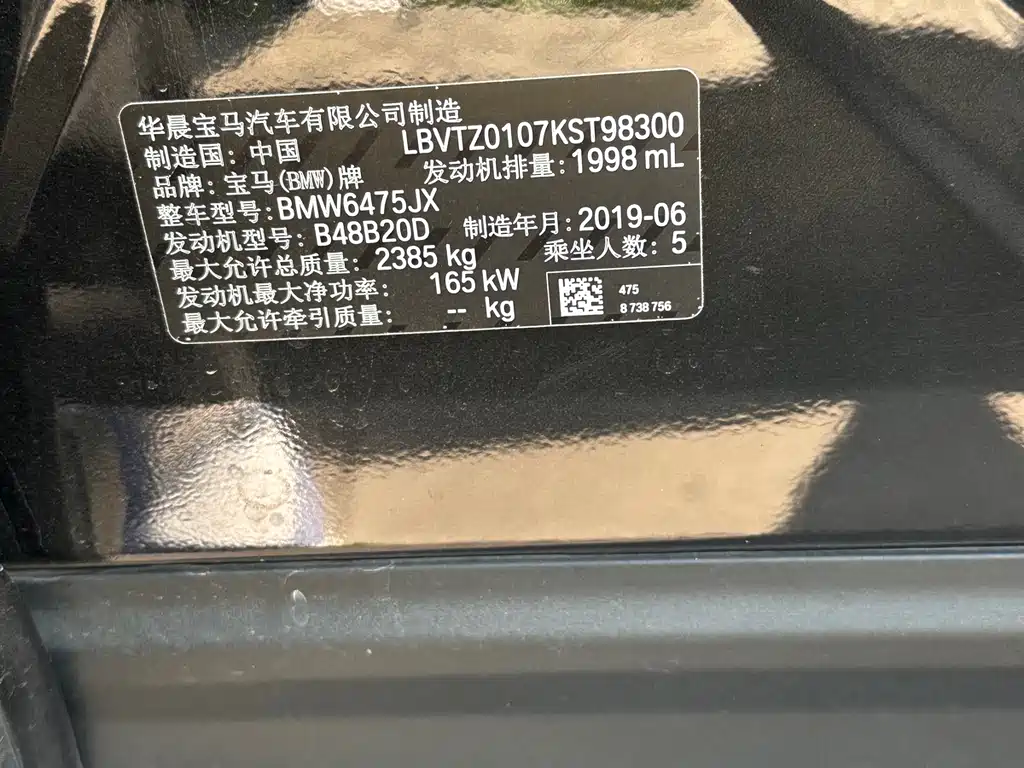 华晨宝马汽车有限公司制造
制造国：中国 LBVTZ0107KST98300
品牌：宝马(BMW)牌 发动机排量：1998 mL
整车型号：BMW6475JX
发动机型号：B48B20D 制造年月：2019-06
最大允许总质量：2385 kg 乘坐人数：5
发动机最大净功率：165 kW
最大允许牵引质量：-- kg
475
8 738 756